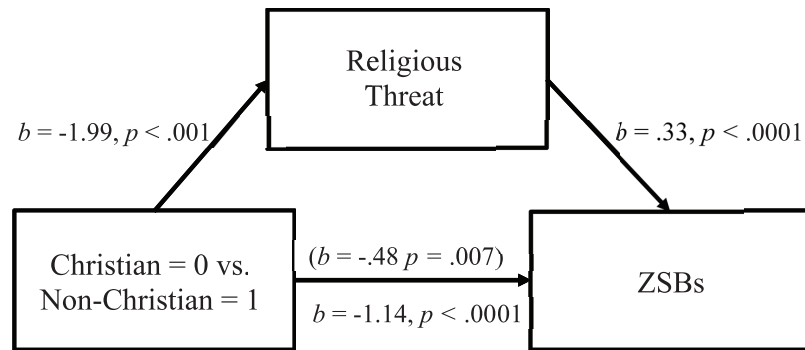 Religious
Threat
b = -1.99, p < .001
b = .33, p < .0001
Christian = 0 vs.
Non-Christian = 1
(b = -.48 p = .007)
b = -1.14, p < .0001
ZSBs